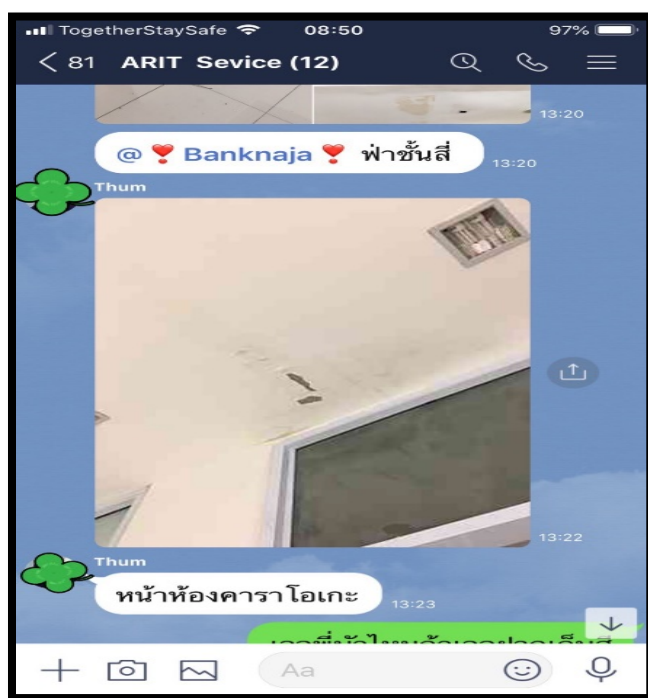 TogetherStaySafe 08:50 97%
81 ARIT Sevice (12)
13:20
@ Banknaja ฟ่าชั้นสี่ 13:20
Thum
13:22
Thum
หน้าห้องคาราโอเกะ 13:23
Aa